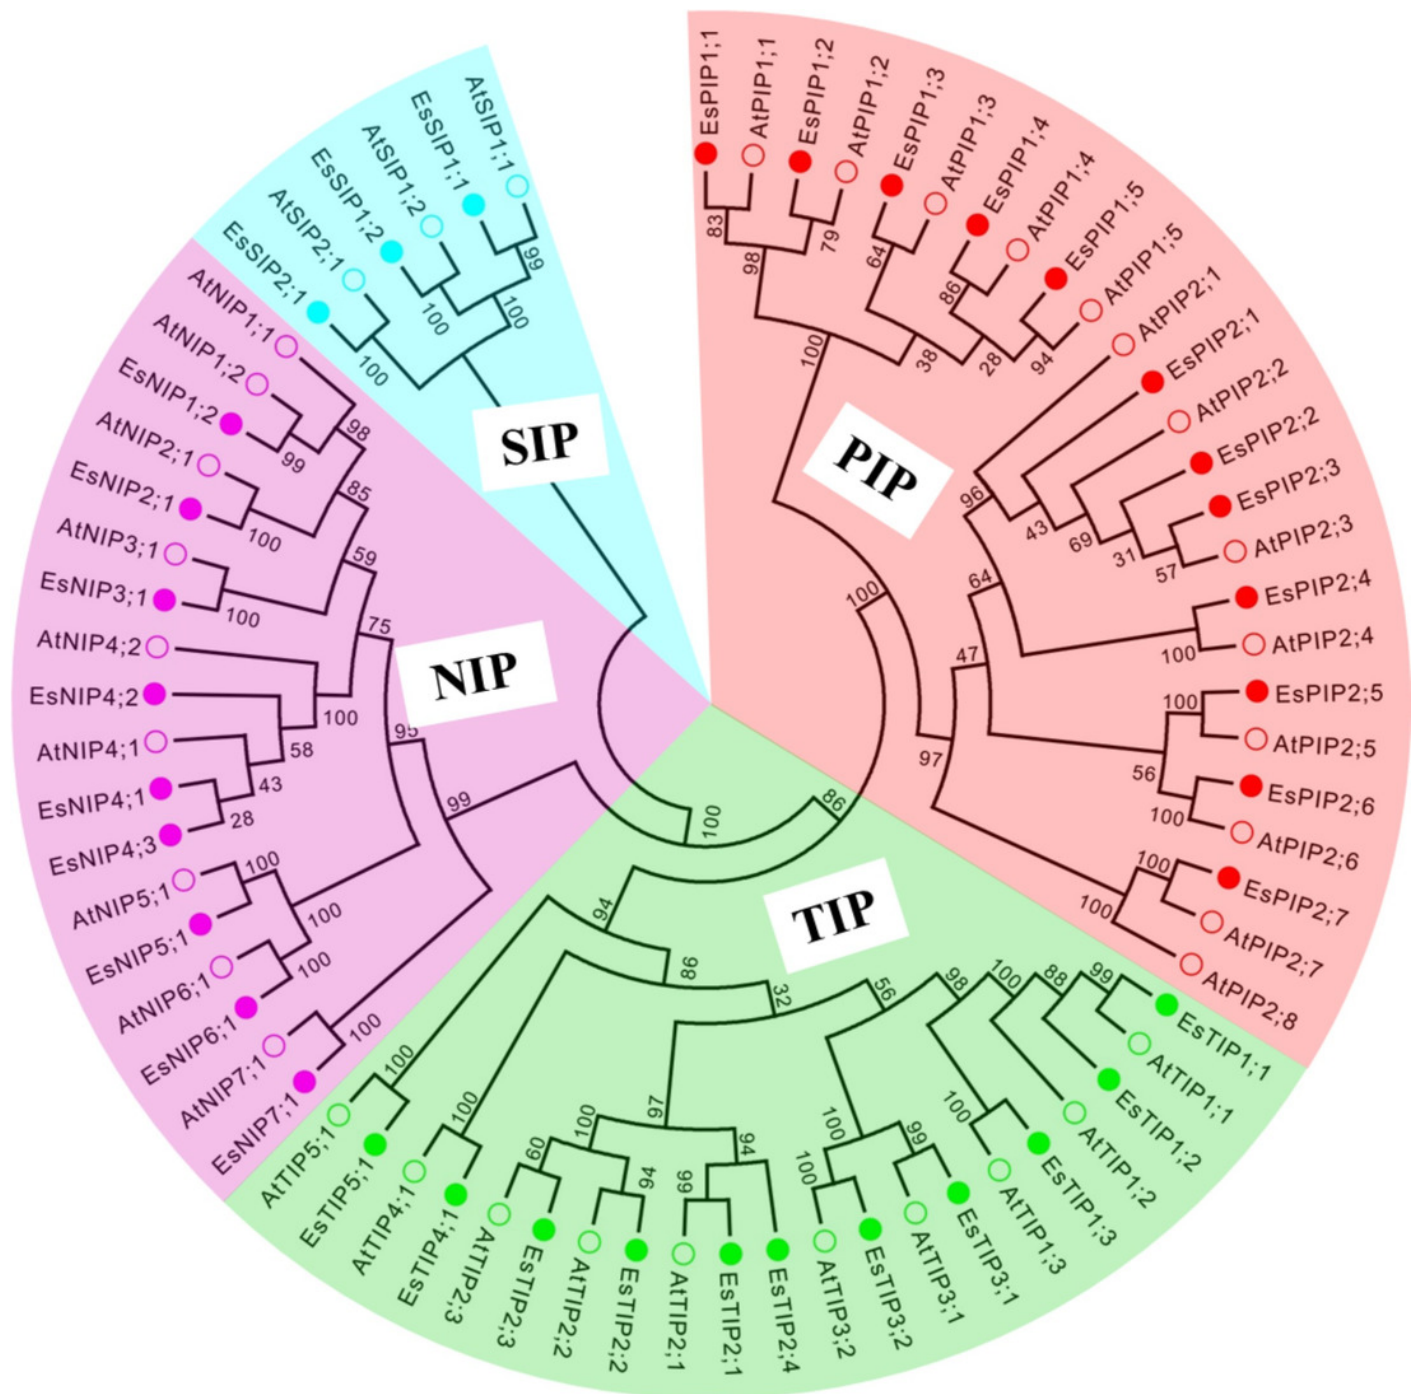 EsPIP1;1
AtPIP1;1
EsPIP1;2
AtPIP1;2
EsPIP1;3
AtPIP1;3
EsPIP1;4
AtPIP1;4
EsPIP1;5
AtPIP1;5
AtPIP2;1
EsPIP2;1
AtPIP2;2
EsPIP2;2
EsPIP2;3
AtPIP2;3
EsPIP2;4
AtPIP2;4
EsPIP2;5
AtPIP2;5
EsPIP2;6
AtPIP2;6
EsPIP2;7
AtPIP2;7
AtPIP2;8
EsTIP1;1
AtTIP1;1
EsTIP1;2
AtTIP1;2
EsTIP1;3
AtTIP1;3
EsTIP3;1
AtTIP3;1
EsTIP3;2
AtTIP3;2
EsTIP2;4
EsTIP2;1
AtTIP2;1
EsTIP2;2
AtTIP2;2
EsTIP2;3
AtTIP2;3
EsTIP4;1
AtTIP4;1
EsTIP5;1
AtTIP5;1
EsNIP7;1
AtNIP7;1
EsNIP6;1
AtNIP6;1
EsNIP5;1
AtNIP5;1
EsNIP4;3
EsNIP4;1
AtNIP4;1
EsNIP4;2
AtNIP4;2
EsNIP3;1
AtNIP3;1
EsNIP2;1
AtNIP2;1
EsNIP1;2
AtNIP1;2
AtNIP1;1
EsSIP2;1
AtSIP2;1
EsSIP1;2
AtSIP1;2
EsSIP1;1
AtSIP1;1
SIP
PIP
NIP
TIP
83
98
79
64
100
38
86
28
94
96
43
69
31
57
64
100
47
100
56
100
97
100
100
100
86
100
99
88
100
98
100
56
99
100
100
32
94
99
97
94
100
60
86
100
94
100
99
95
100
100
100
100
75
28
43
58
100
59
100
85
100
98
99
100
100
100
99